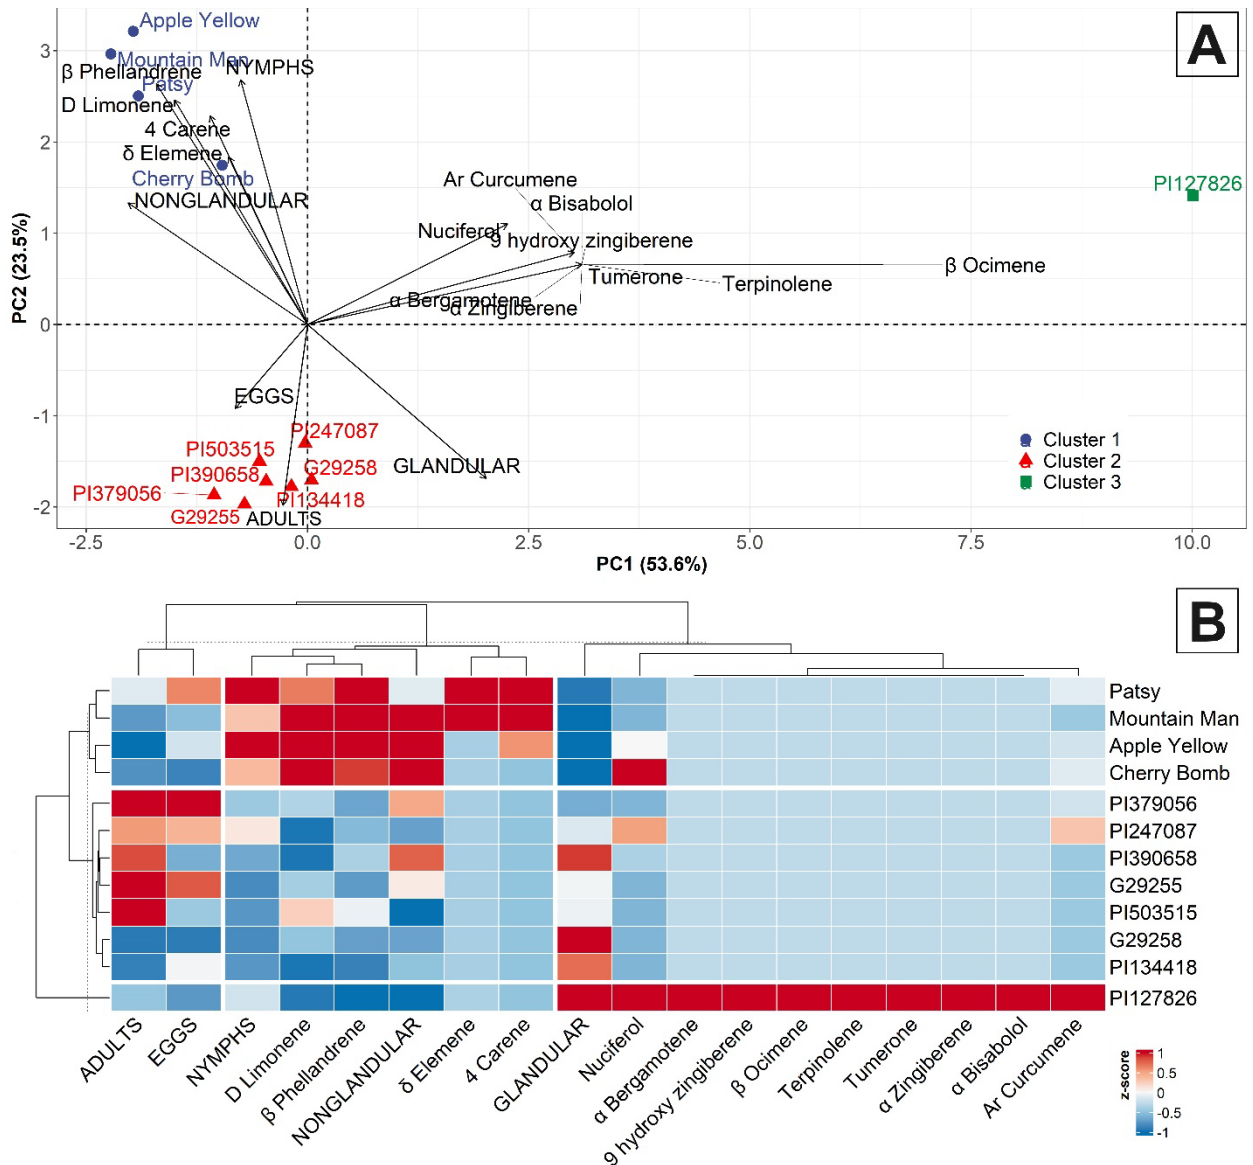 A
Apple Yellow
Mountain Man
NYMPHS
β Phellandrene
Patsy
D Limonene
4 Carene
δ Elemene
Cherry Bomb
NONGLANDULAR
Ar Curcumene
α Bisabolol
Nuciferol
9 hydroxy zingiberene
β Ocimene
Tumerone
Terpinolene
α Bergamotene
α Zingiberene
PI127826
EGGS
PI247087
PI503515
GLANDULAR
G29258
PI390658
PI379056
PI134418
G29255
ADULTS
Cluster 1
Cluster 2
Cluster 3
3
2
1
0
-1
-2
PC2 (23.5%)
-2.5 0.0 2.5 5.0 7.5 10.0
PC1 (53.6%)
B
Patsy
Mountain Man
Apple Yellow
Cherry Bomb
PI379056
PI247087
PI390658
G29255
PI503515
G29258
PI134418
PI127826
ADULTS
EGGS
NYMPHS
D Limonene
β Phellandrene
NONGLANDULAR
δ Elemene
4 Carene
GLANDULAR
Nuciferol
α Bergamotene
9 hydroxy zingiberene
β Ocimene
Terpinolene
Tumerone
α Zingiberene
α Bisabolol
Ar Curcumene
z-score
1
0.5
0
-0.5
-1